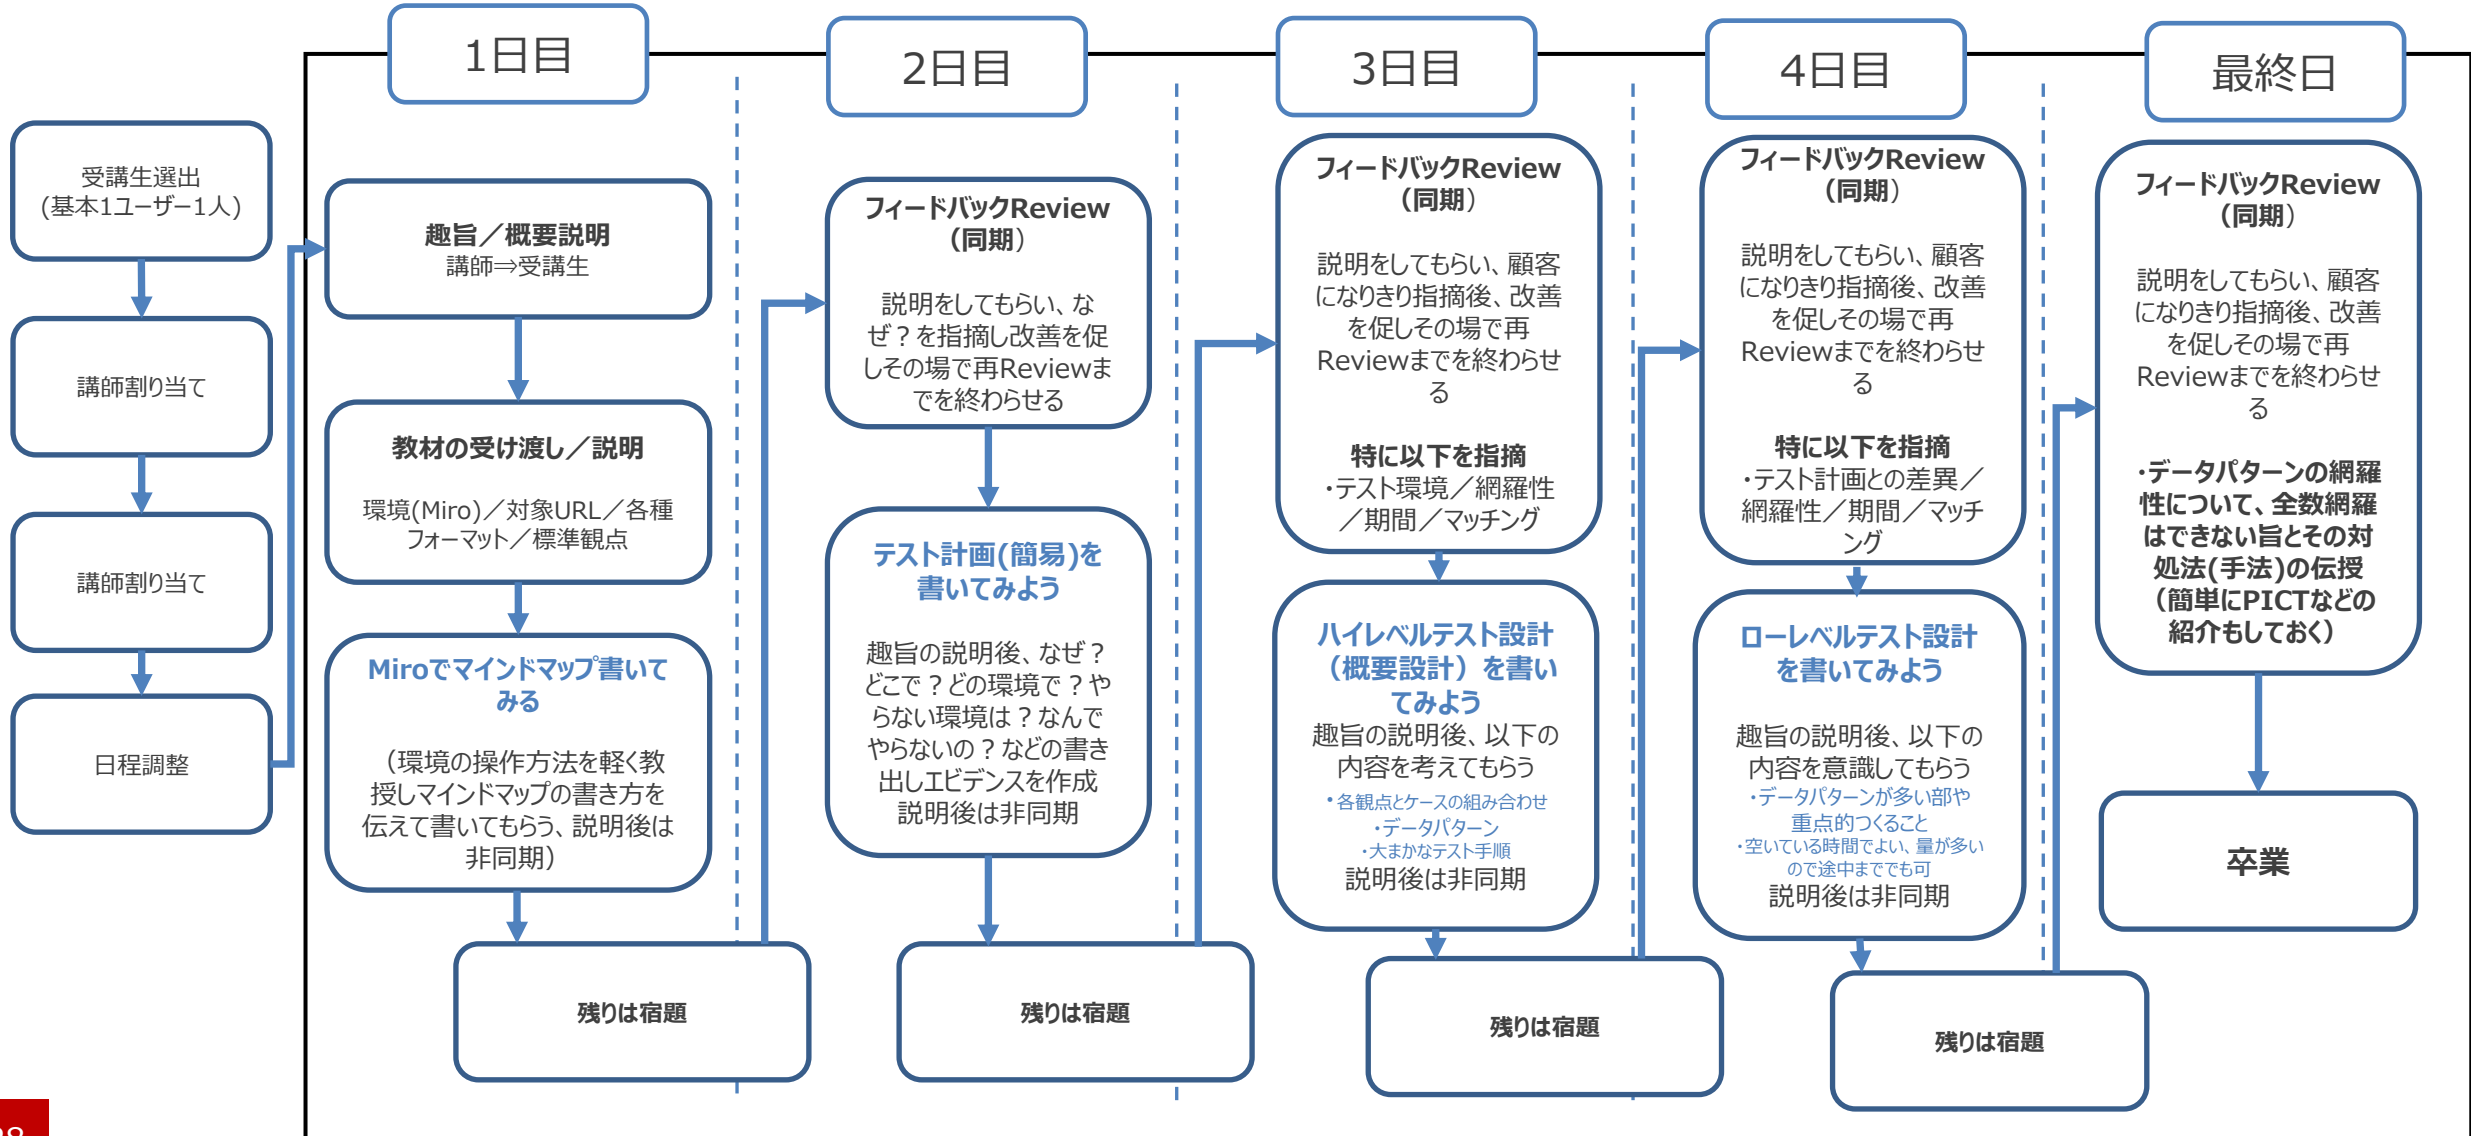 1日目
2日目
3日目
4日目
最終日
受講生選出
(基本1ユーザー1人)
講師割り当て
講師割り当て
日程調整
趣旨／概要説明
講師⇒受講生
教材の受け渡し／説明
環境(Miro)／対象URL／各種
フォーマット／標準観点
Miroでマインドマップ書いて
みる
（環境の操作方法を軽く教
授しマインドマップの書き方を
伝えて書いてもらう、説明後は
非同期）
残りは宿題
フィードバックReview
（同期）
説明をしてもらい、な
ぜ？を指摘し改善を促
しその場で再Reviewま
でを終わらせる
テスト計画(簡易)を
書いてみよう
趣旨の説明後、なぜ？
どこで？どの環境で？や
らない環境は？なんで
やらないの？などの書き
出しエビデンスを作成
説明後は非同期
残りは宿題
フィードバックReview
（同期）
説明をしてもらい、顧客
になりきり指摘後、改善
を促しその場で再
Reviewまでを終わらせ
る
特に以下を指摘
・テスト環境／網羅性
／期間／マッチング
ハイレベルテスト設計
（概要設計）を書い
てみよう
趣旨の説明後、以下の
内容を考えてもらう
・各観点とケースの組み合わせ
・データパターン
・大まかなテスト手順
説明後は非同期
残りは宿題
フィードバックReview
（同期）
説明をしてもらい、顧客
になりきり指摘後、改善
を促しその場で再
Reviewまでを終わらせ
る
特に以下を指摘
・テスト計画との差異／
網羅性／期間／マッチ
ング
ローレベルテスト設計
を書いてみよう
趣旨の説明後、以下の
内容を意識してもらう
・データパターンが多い部や
重点的つくること
・空いている時間でよい、量が多い
ので途中まででも可
説明後は非同期
残りは宿題
フィードバックReview
（同期）
説明をしてもらい、顧客
になりきり指摘後、改善
を促しその場で再
Reviewまでを終わらせ
る
・データパターンの網羅
性について、全数網羅
はできない旨とその対
処法(手法)の伝授
（簡単にPICTなどの
紹介もしておく）
卒業